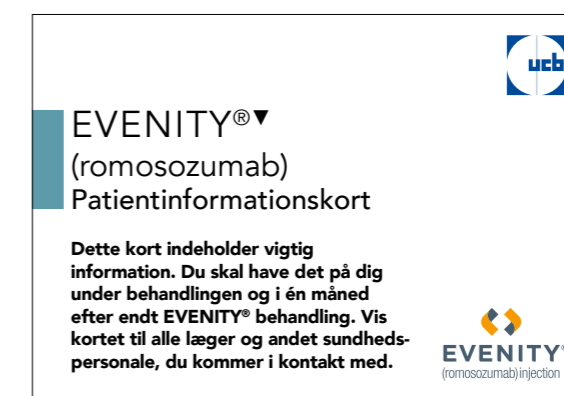 ucb
EVENITY®▼
(romosozumab)
Patientinformationskort
Dette kort indeholder vigtig
information. Du skal have det på dig
under behandlingen og i én måned
efter endt EVENITY® behandling. Vis
kortet til alle læger og andet sundheds-
personale, du kommer i kontakt med.
EVENITY®
(romosozumab) injection